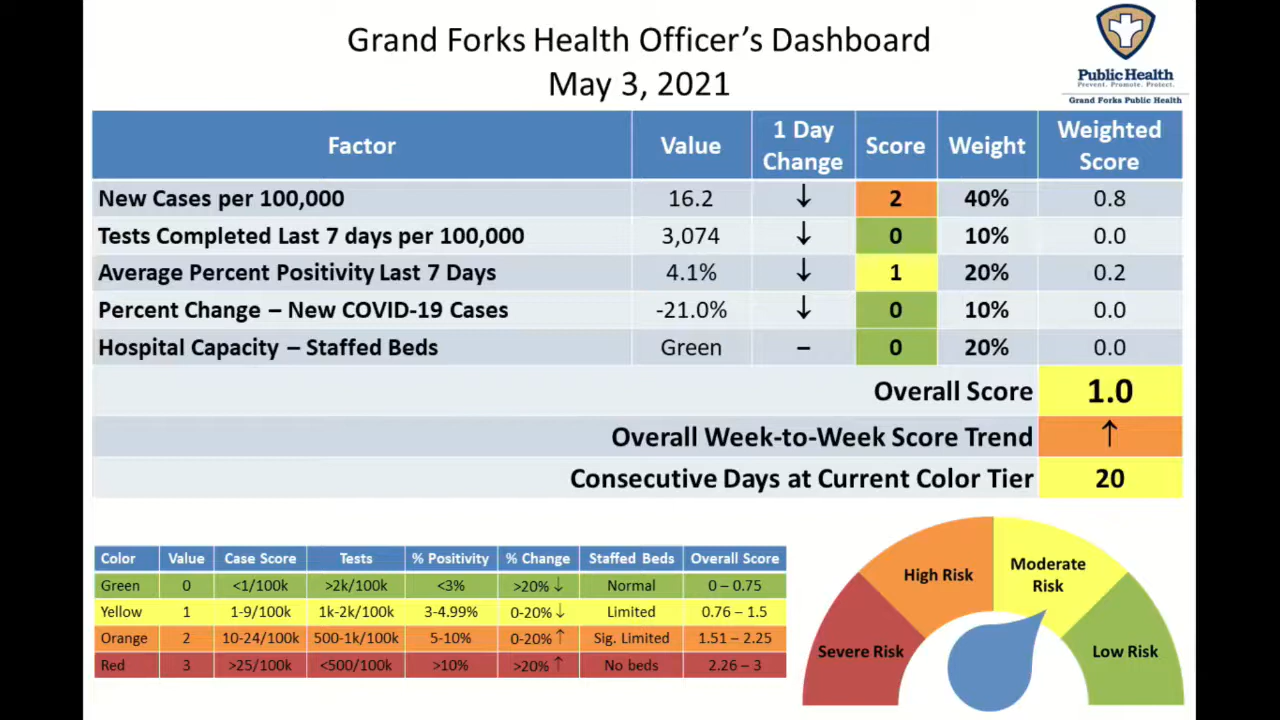 Grand Forks Health Officer's Dashboard
May 3, 2021
Public Health
Prevent. Promote. Protect.
Grand Forks Public Health
Factor Value 1 Day Change Score Weight Weighted Score
New Cases per 100,000 16.2 ↓ 2 40% 0.8
Tests Completed Last 7 days per 100,000 3,074 ↓ 0 10% 0.0
Average Percent Positivity Last 7 Days 4.1% ↓ 1 20% 0.2
Percent Change – New COVID-19 Cases -21.0% ↓ 0 10% 0.0
Hospital Capacity – Staffed Beds Green – 0 20% 0.0
Overall Score 1.0
Overall Week-to-Week Score Trend ↑
Consecutive Days at Current Color Tier 20
Color Value Case Score Tests % Positivity % Change Staffed Beds Overall Score
Green 0 <1/100k >2k/100k <3% >20% ↓ Normal 0 – 0.75
Yellow 1 1-9/100k 1k-2k/100k 3-4.99% 0-20% ↓ Limited 0.76 – 1.5
Orange 2 10-24/100k 500-1k/100k 5-10% 0-20% ↑ Sig. Limited 1.51 – 2.25
Red 3 >25/100k <500/100k >10% >20% ↑ No beds 2.26 – 3
Severe Risk
High Risk
Moderate
Risk
Low Risk